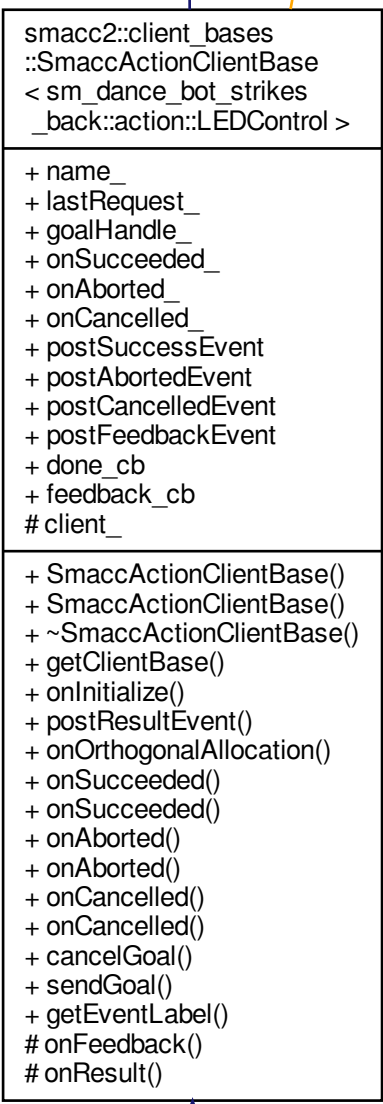 smacc2::client_bases
::SmaccActionClientBase
< sm_dance_bot_strikes
_back::action::LEDControl >
+ name_
+ lastRequest_
+ goalHandle_
+ onSucceeded_
+ onAborted_
+ onCancelled_
+ postSuccessEvent
+ postAbortedEvent
+ postCancelledEvent
+ postFeedbackEvent
+ done_cb
+ feedback_cb
# client_
+ SmaccActionClientBase()
+ SmaccActionClientBase()
+ ~SmaccActionClientBase()
+ getClientBase()
+ onInitialize()
+ postResultEvent()
+ onOrthogonalAllocation()
+ onSucceeded()
+ onSucceeded()
+ onAborted()
+ onAborted()
+ onCancelled()
+ onCancelled()
+ cancelGoal()
+ sendGoal()
+ getEventLabel()
# onFeedback()
# onResult()